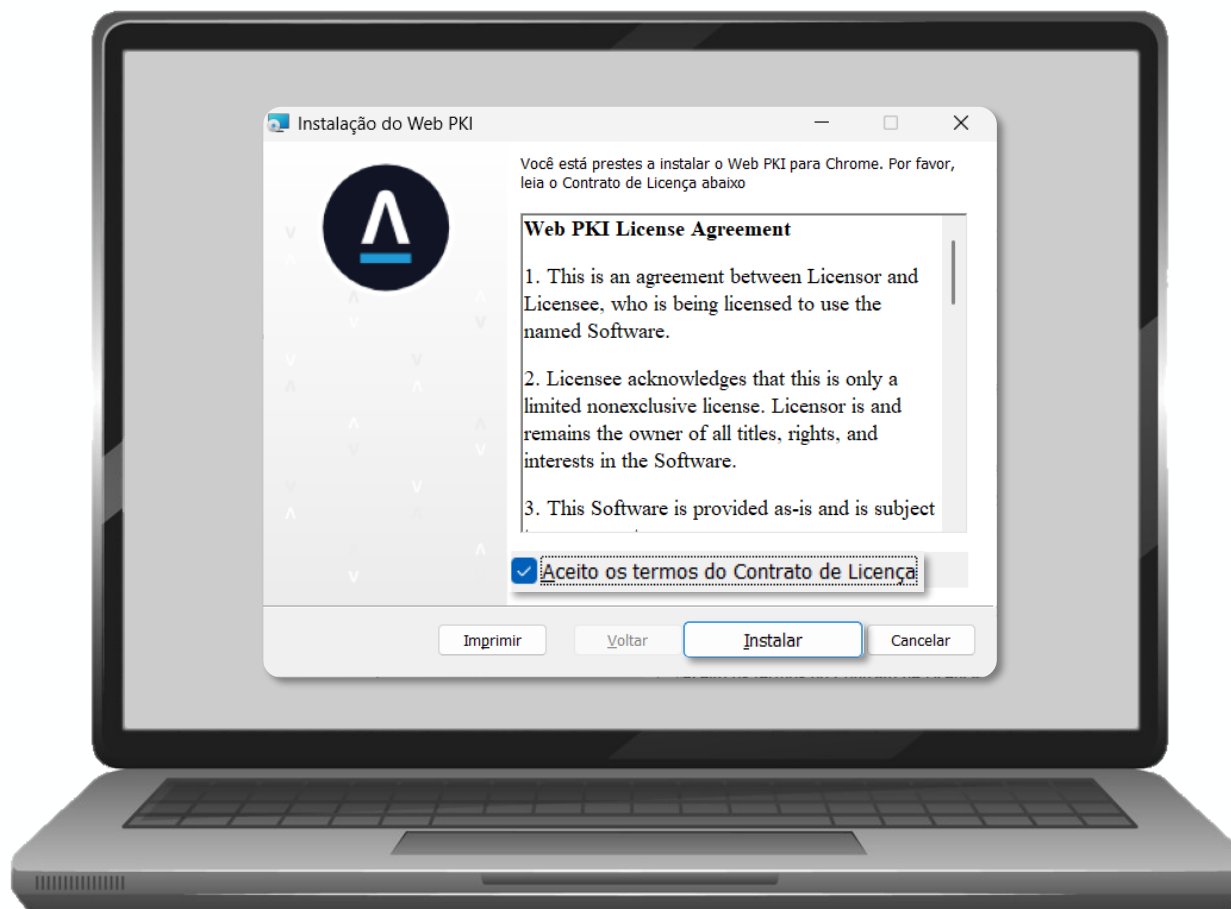 Instalação do Web PKI
Você está prestes a instalar o Web PKI para Chrome. Por favor,
leia o Contrato de Licença abaixo
Web PKI License Agreement
1. This is an agreement between Licensor and
Licensee, who is being licensed to use the
named Software.
2. Licensee acknowledges that this is only a
limited nonexclusive license. Licensor is and
remains the owner of all titles, rights, and
interests in the Software.
3. This Software is provided as-is and is subject
Aceito os termos do Contrato de Licença
Imprimir Voltar Instalar Cancelar